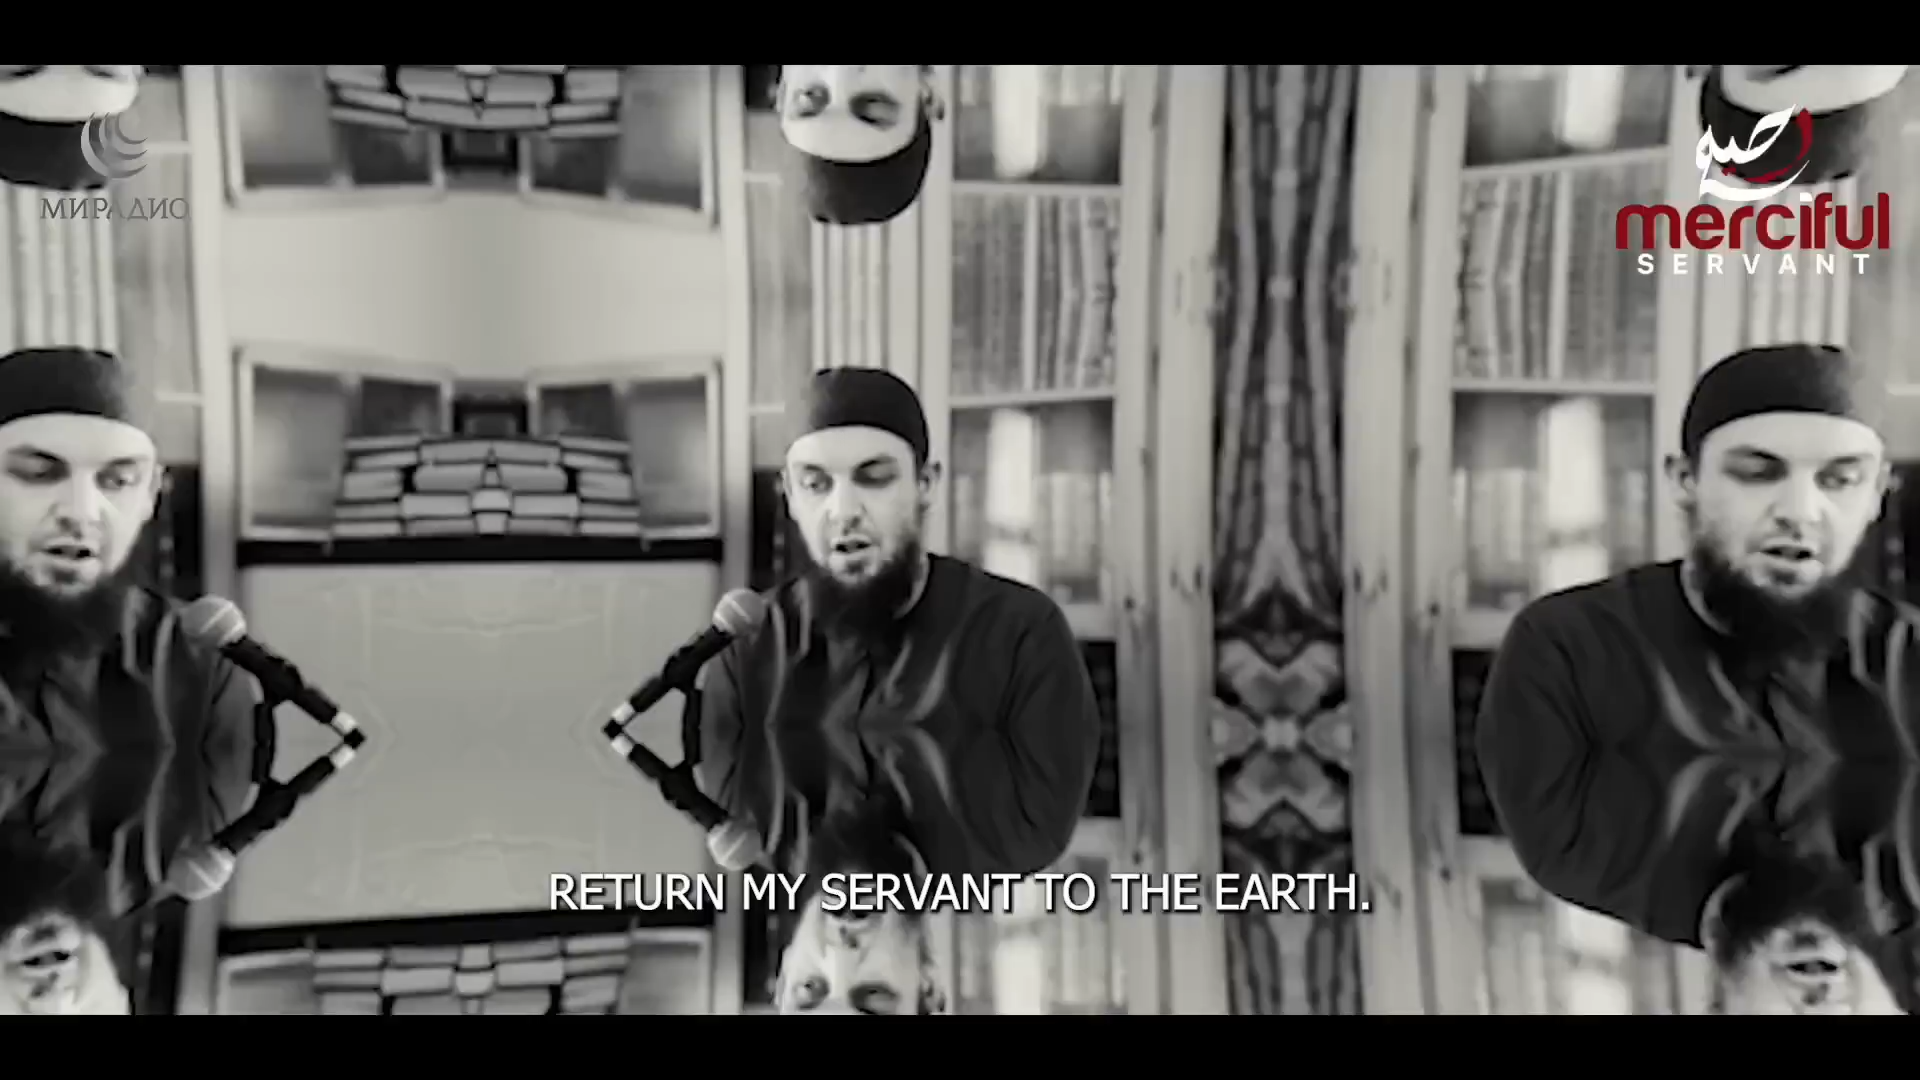 МИРАДИО
merciful
SERVANT
RETURN MY SERVANT TO THE EARTH.